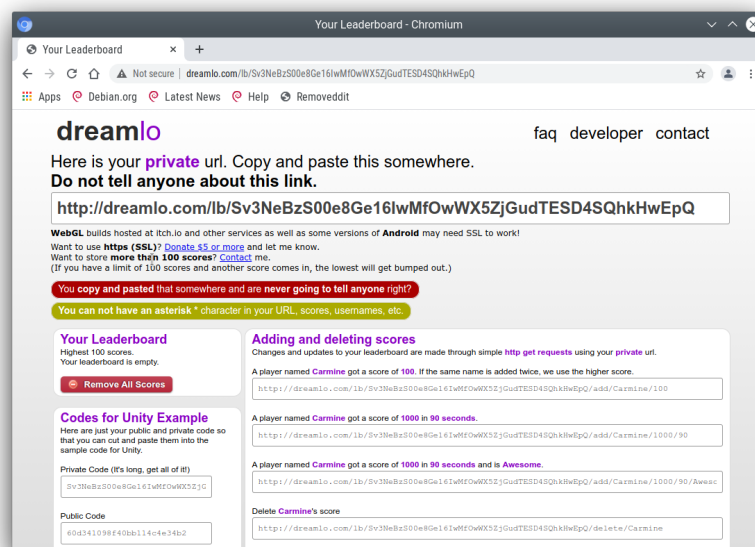 Your Leaderboard - Chromium
Your Leaderboard × +
Not secure | dreamlo.com/lb/Sv3NeBzS00e8Ge16IwMfOwWX5ZjGudTESD4SQhkHwEpQ
Apps Debian.org Latest News Help Removeddit
dreamlo faq developer contact
Here is your private url. Copy and paste this somewhere.
Do not tell anyone about this link.
http://dreamlo.com/lb/Sv3NeBzS00e8Ge16IwMfOwWX5ZjGudTESD4SQhkHwEpQ
WebGL builds hosted at itch.io and other services as well as some versions of Android may need SSL to work!
Want to use https (SSL)? Donate $5 or more and let me know.
Want to store more than 100 scores? Contact me.
(If you have a limit of 100 scores and another score comes in, the lowest will get bumped out.)
You copy and pasted that somewhere and are never going to tell anyone right?
You can not have an asterisk * character in your URL, scores, usernames, etc.
Your Leaderboard
Highest 100 scores.
Your leaderboard is empty.
Remove All Scores
Codes for Unity Example
Here are just your public and private code so
that you can cut and paste them into the
sample code for Unity.
Private Code (It's long, get all of it!)
Sv3NeBzS00e8Ge16IwMfOwWX5ZjG
Public Code
60d341098f40bb114c4e34b2
Adding and deleting scores
Changes and updates to your leaderboard are made through simple http get requests using your private url.
A player named Carmine got a score of 100. If the same name is added twice, we use the higher score.
http://dreamlo.com/lb/Sv3NeBzS00e8Ge16IwMfOwWX5ZjGudTESD4SQhkHwEpQ/add/Carmine/100
A player named Carmine got a score of 1000 in 90 seconds.
http://dreamlo.com/lb/Sv3NeBzS00e8Ge16IwMfOwWX5ZjGudTESD4SQhkHwEpQ/add/Carmine/1000/90
A player named Carmine got a score of 1000 in 90 seconds and is Awesome.
http://dreamlo.com/lb/Sv3NeBzS00e8Ge16IwMfOwWX5ZjGudTESD4SQhkHwEpQ/add/Carmine/1000/90/Aweso
Delete Carmine's score
http://dreamlo.com/lb/Sv3NeBzS00e8Ge16IwMfOwWX5ZjGudTESD4SQhkHwEpQ/delete/Carmine